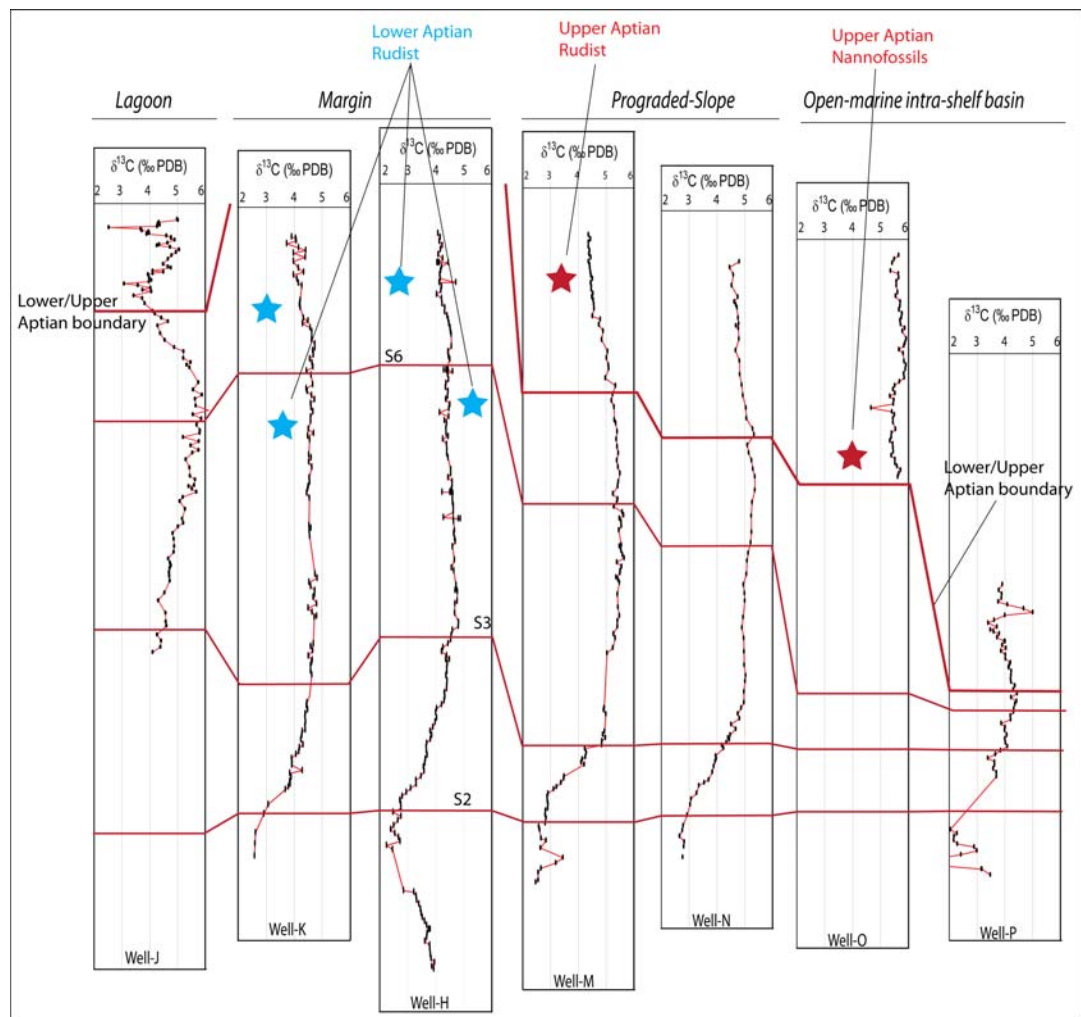 Lower Aptian
Rudist
Upper Aptian
Rudist
Upper Aptian
Nannofossils
Lagoon
Margin
Prograded-Slope
Open-marine intra-shelf basin
δ¹³C (‰ PDB)
2 3 4 5 6
δ¹³C (‰ PDB)
2 3 4 5 6
δ¹³C (‰ PDB)
2 3 4 5 6
δ¹³C (‰ PDB)
2 3 4 5 6
δ¹³C (‰ PDB)
2 3 4 5 6
δ¹³C (‰ PDB)
2 3 4 5 6
δ¹³C (‰ PDB)
2 3 4 5 6
Lower/Upper
Aptian boundary
S6
S3
S2
Lower/Upper
Aptian boundary
Well-J
Well-K
Well-H
Well-M
Well-N
Well-O
Well-P